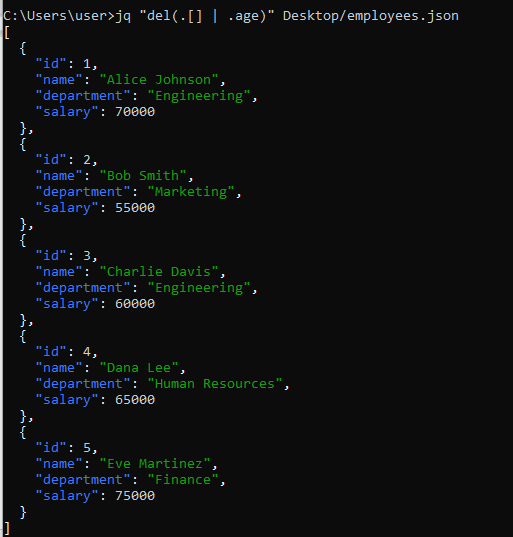 C:\Users\user>jq "del(.[] | .age)" Desktop/employees.json
[
  {
    "id": 1,
    "name": "Alice Johnson",
    "department": "Engineering",
    "salary": 70000
  },
  {
    "id": 2,
    "name": "Bob Smith",
    "department": "Marketing",
    "salary": 55000
  },
  {
    "id": 3,
    "name": "Charlie Davis",
    "department": "Engineering",
    "salary": 60000
  },
  {
    "id": 4,
    "name": "Dana Lee",
    "department": "Human Resources",
    "salary": 65000
  },
  {
    "id": 5,
    "name": "Eve Martinez",
    "department": "Finance",
    "salary": 75000
  }
]